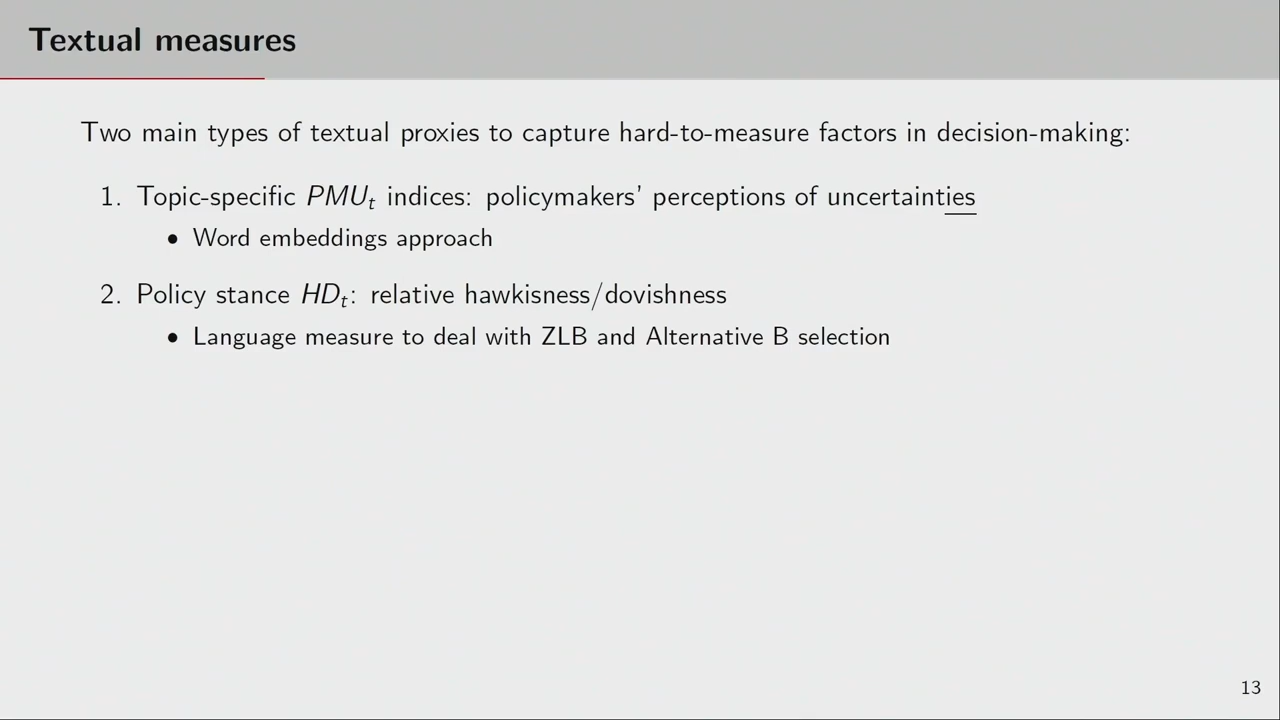 Textual measures
Two main types of textual proxies to capture hard-to-measure factors in decision-making:
1. Topic-specific PMUt indices: policymakers' perceptions of uncertainties
• Word embeddings approach
2. Policy stance HDt: relative hawkisness/dovishness
• Language measure to deal with ZLB and Alternative B selection
13